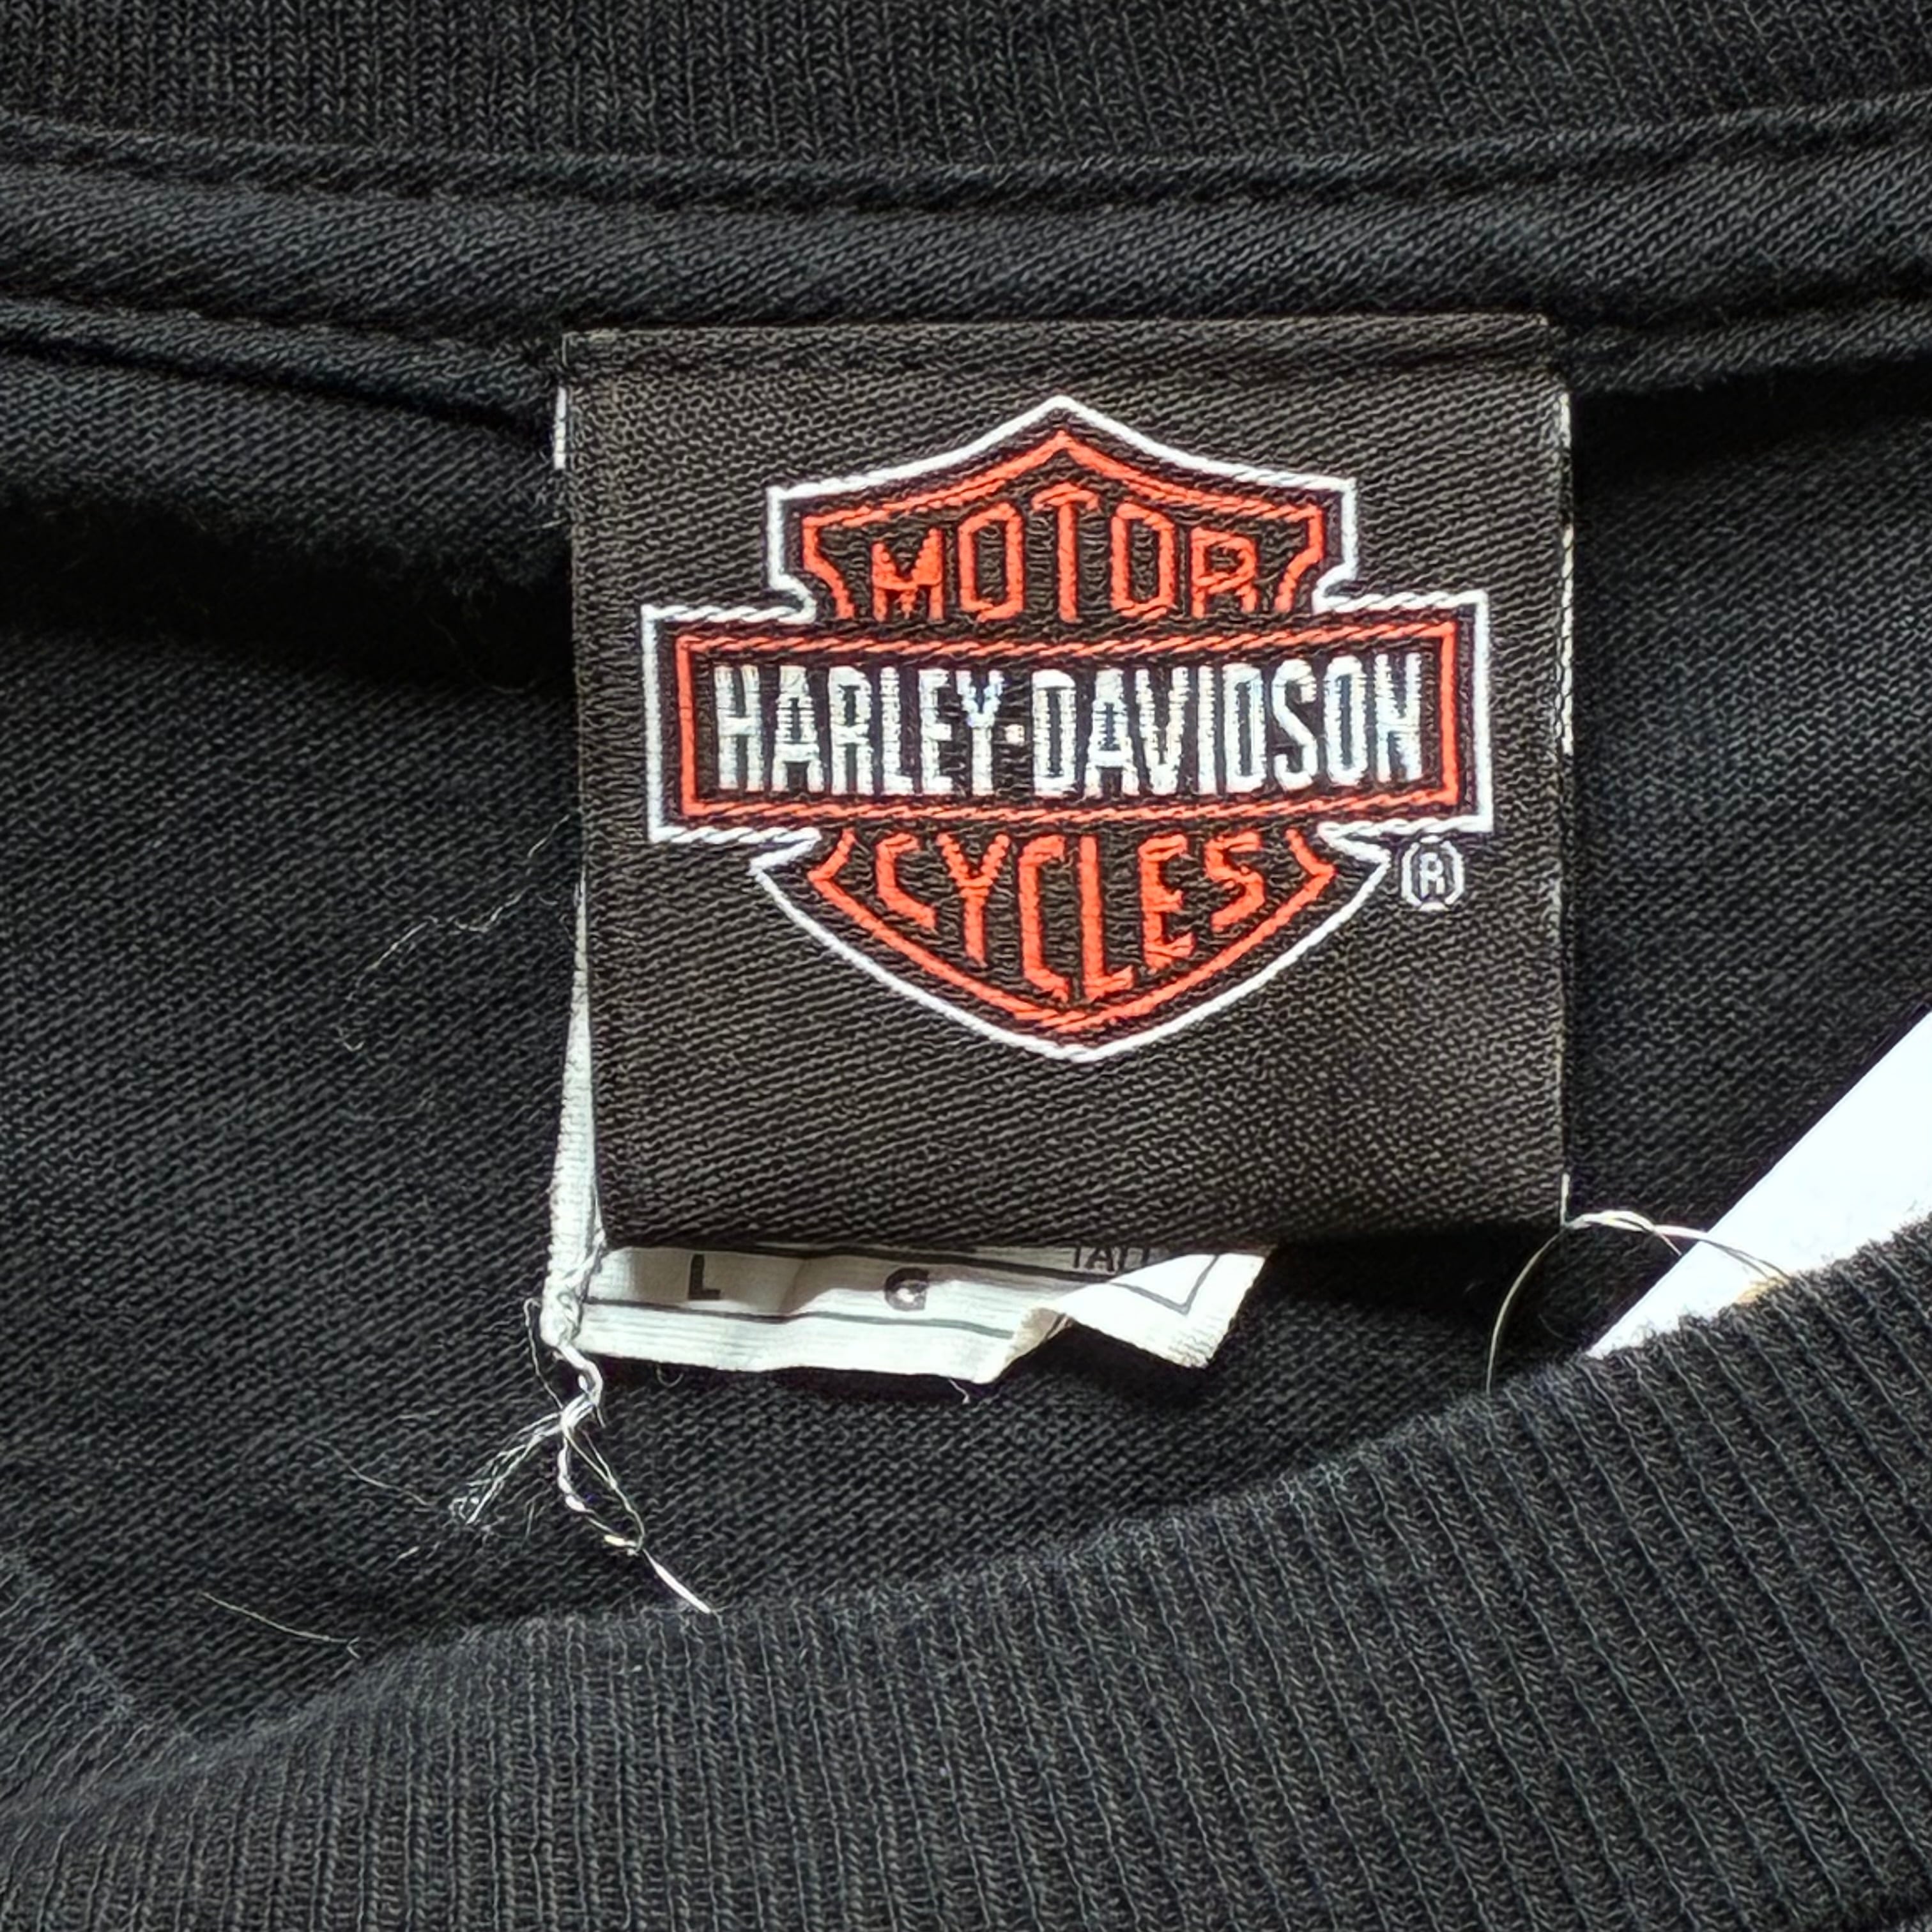 MOTOR
HARLEY-DAVIDSON
CYCLES
®
L G